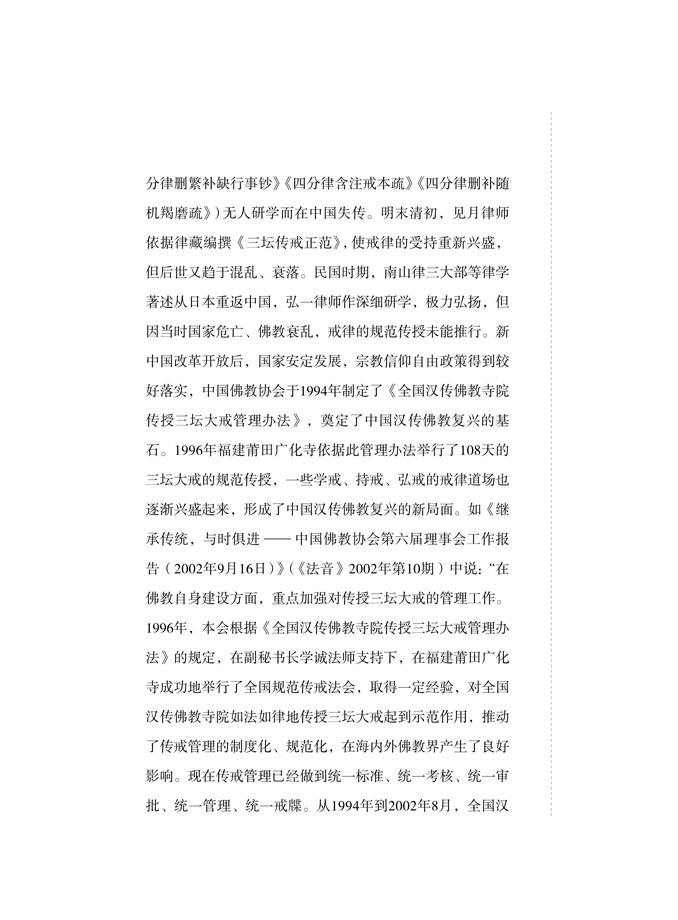 分律删繁补缺行事钞》《四分律含注戒本疏》《四分律删补随
机羯磨疏》）无人研学而在中国失传。明末清初，见月律师
依据律藏编撰《三坛传戒正范》，使戒律的受持重新兴盛，
但后世又趋于混乱、衰落。民国时期，南山律三大部等律学
著述从日本重返中国，弘一律师作深细研学，极力弘扬，但
因当时国家危亡、佛教衰乱，戒律的规范传授未能推行。新
中国改革开放后，国家安定发展，宗教信仰自由政策得到较
好落实，中国佛教协会于1994年制定了《全国汉传佛教寺院
传授三坛大戒管理办法》，奠定了中国汉传佛教复兴的基
石。1996年福建莆田广化寺依据此管理办法举行了108天的
三坛大戒的规范传授，一些学戒、持戒、弘戒的戒律道场也
逐渐兴盛起来，形成了中国汉传佛教复兴的新局面。如《继
承传统，与时俱进 —— 中国佛教协会第六届理事会工作报
告（2002年9月16日）》（《法音》2002年第10期）中说：“在
佛教自身建设方面，重点加强对传授三坛大戒的管理工作。
1996年，本会根据《全国汉传佛教寺院传授三坛大戒管理办
法》的规定，在副秘书长学诚法师支持下，在福建莆田广化
寺成功地举行了全国规范传戒法会，取得一定经验，对全国
汉传佛教寺院如法如律地传授三坛大戒起到示范作用，推动
了传戒管理的制度化、规范化，在海内外佛教界产生了良好
影响。现在传戒管理已经做到统一标准、统一考核、统一审
批、统一管理、统一戒牒。从1994年到2002年8月，全国汉